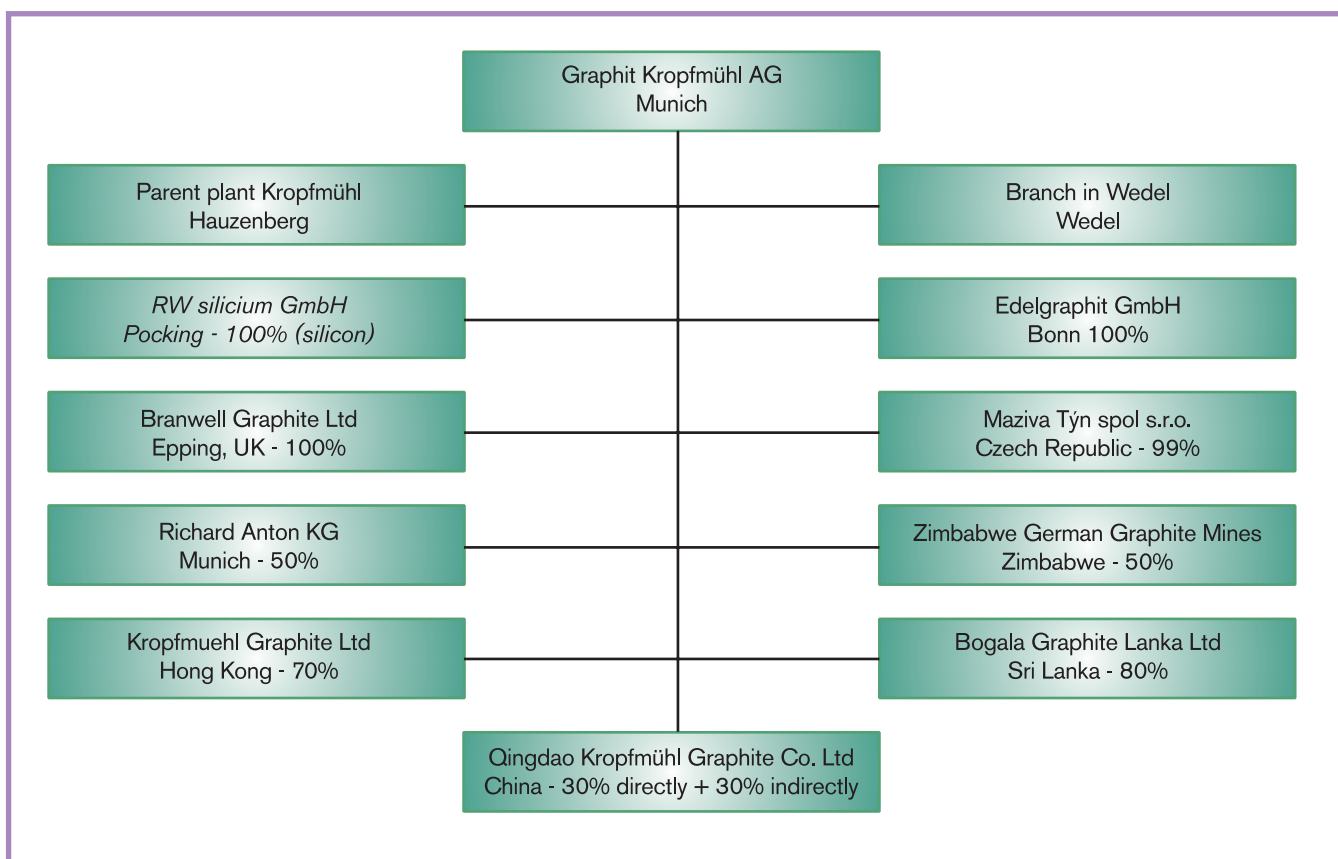 Graphit Kropfmühl AG
Munich
Parent plant Kropfmühl
Hauzenberg
Branch in Wedel
Wedel
RW silicium GmbH
Pocking - 100% (silicon)
Edelgraphit GmbH
Bonn 100%
Branwell Graphite Ltd
Epping, UK - 100%
Maziva Týn spol s.r.o.
Czech Republic - 99%
Richard Anton KG
Munich - 50%
Zimbabwe German Graphite Mines
Zimbabwe - 50%
Kropfmuehl Graphite Ltd
Hong Kong - 70%
Bogala Graphite Lanka Ltd
Sri Lanka - 80%
Qingdao Kropfmühl Graphite Co. Ltd
China - 30% directly + 30% indirectly